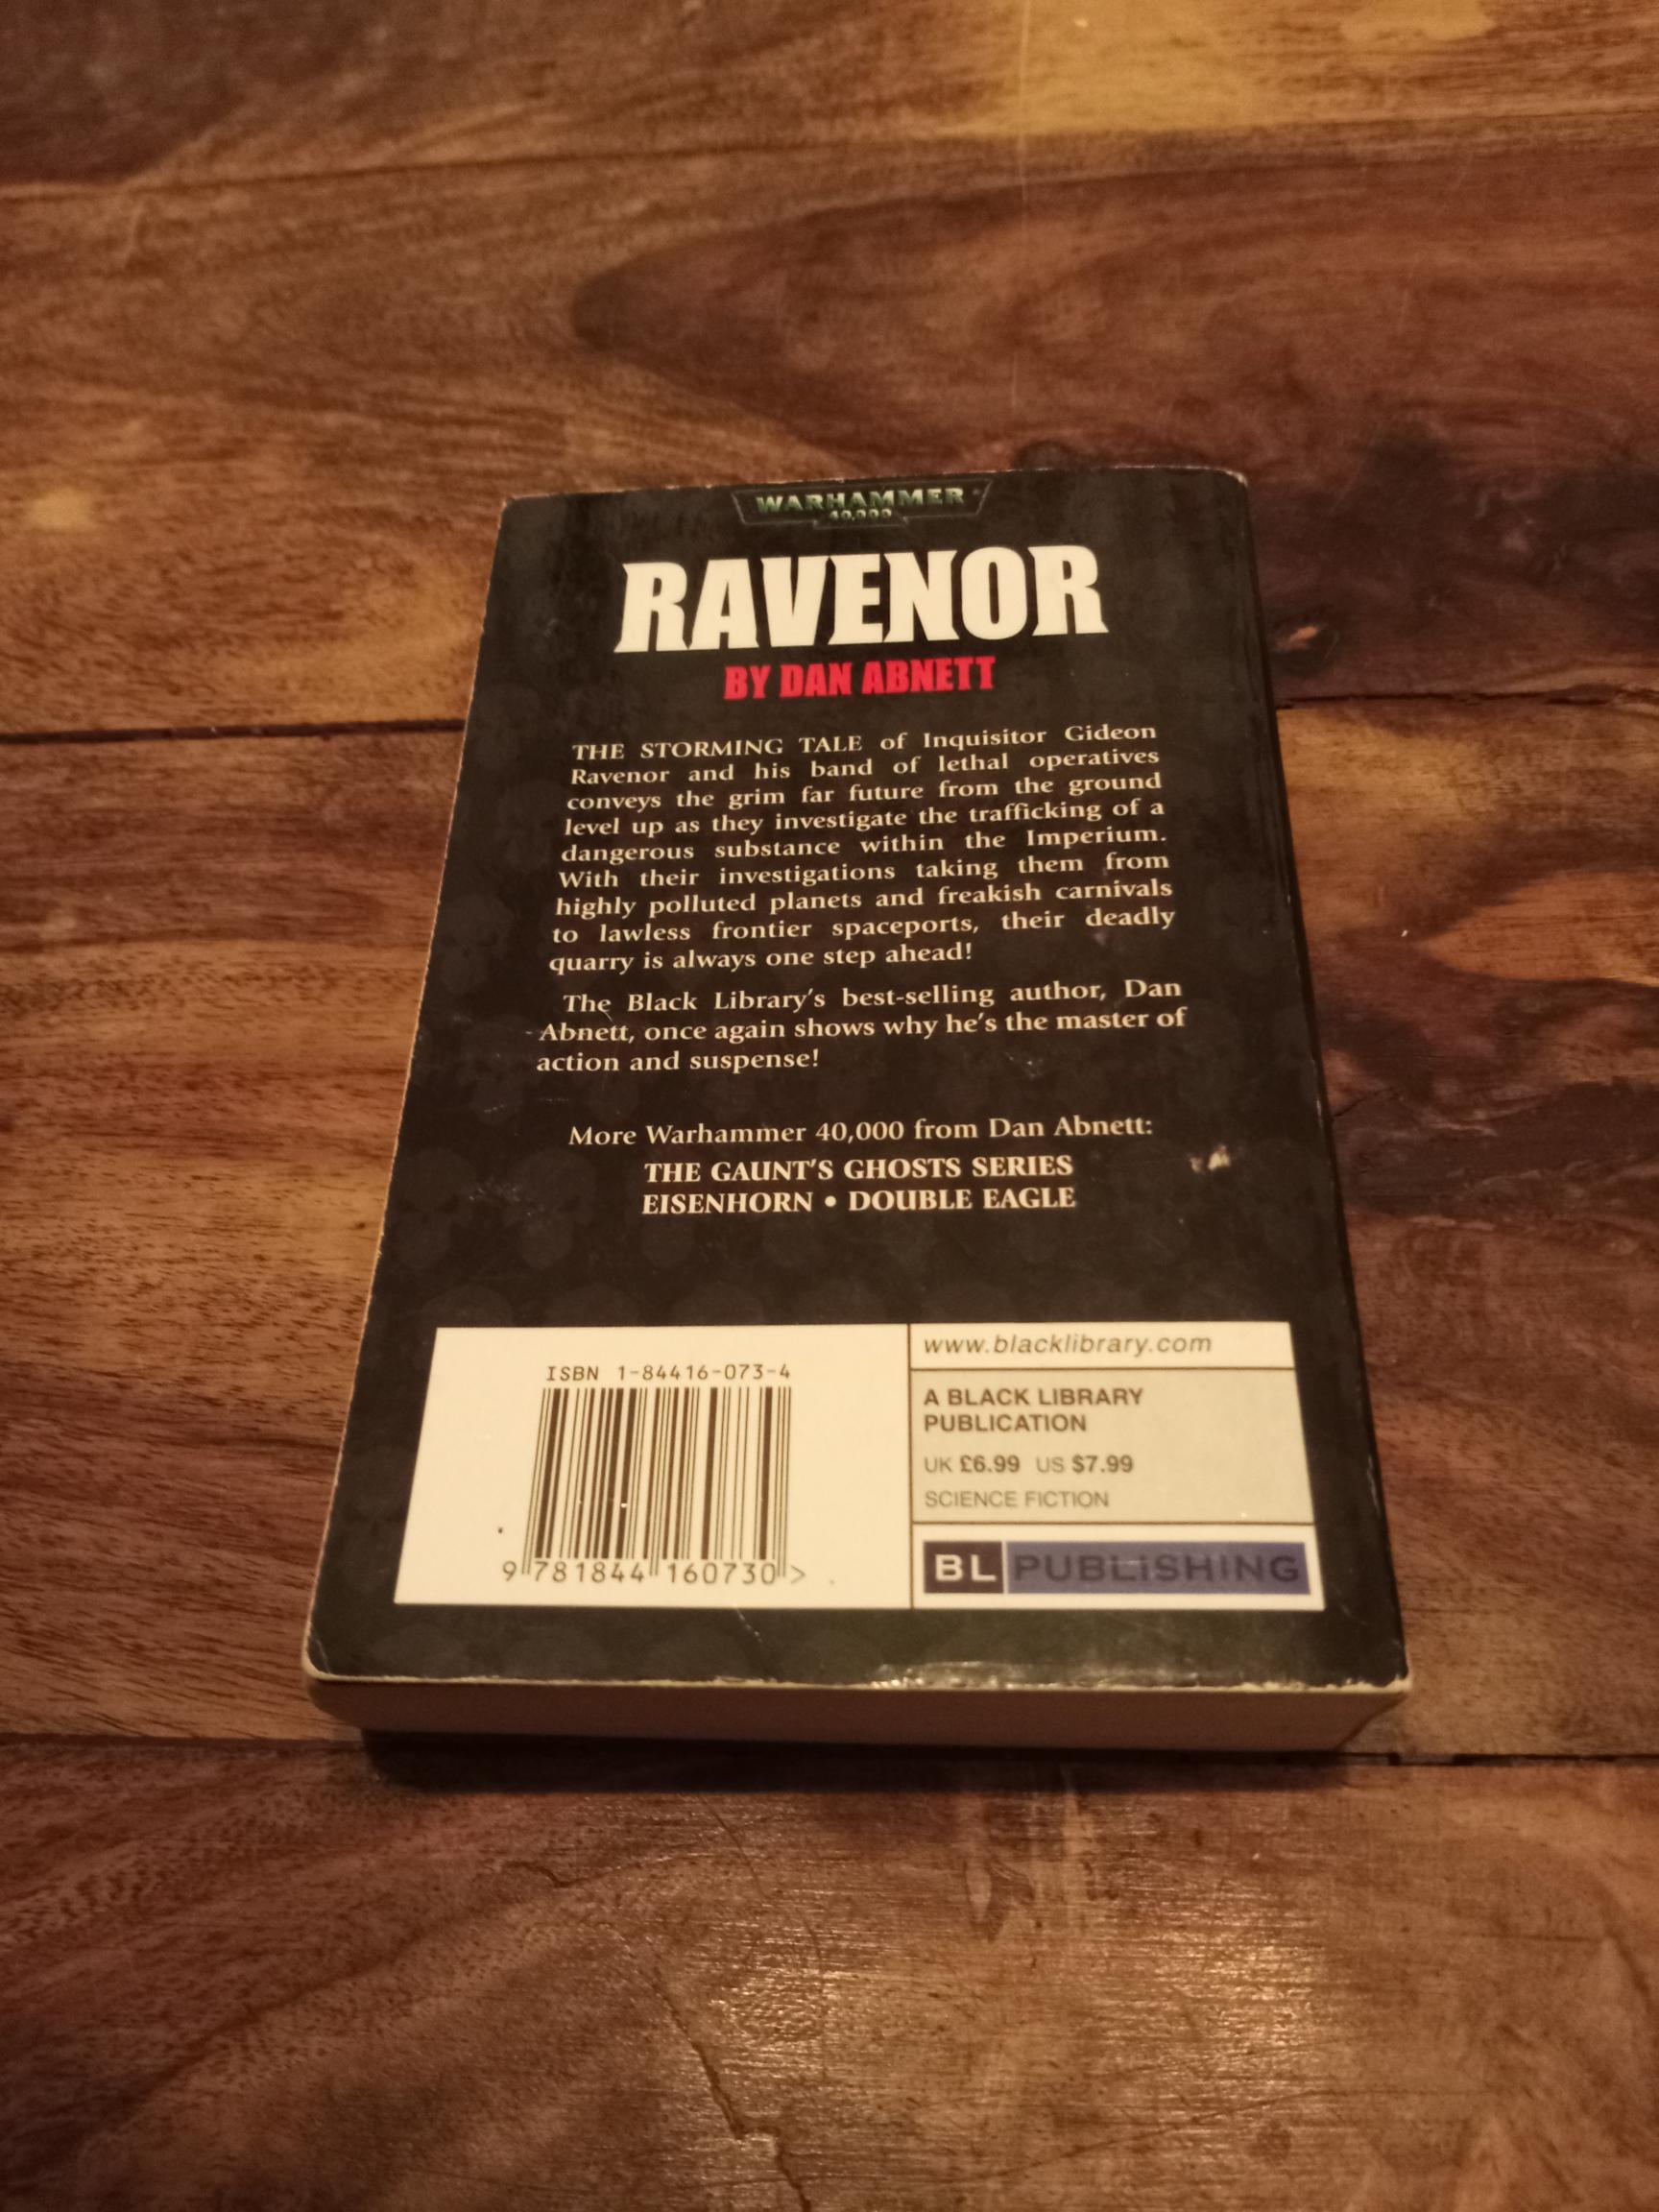 WARHAMMER
40,000
RAVENOR
BY DAN ABNETT
THE STORMING TALE of Inquisitor Gideon
Ravenor and his band of lethal operatives
conveys the grim far future from the ground
level up as they investigate the trafficking of a
dangerous substance within the Imperium.
With their investigations taking them from
highly polluted planets and freakish carnivals
to lawless frontier spaceports, their deadly
quarry is always one step ahead!
The Black Library's best-selling author, Dan
Abnett, once again shows why he's the master of
action and suspense!
More Warhammer 40,000 from Dan Abnett:
THE GAUNT'S GHOSTS SERIES
EISENHORN • DOUBLE EAGLE
ISBN 1-84416-073-4
9 781844 160730 >
www.blacklibrary.com
A BLACK LIBRARY
PUBLICATION
UK £6.99 US $7.99
SCIENCE FICTION
BL PUBLISHING